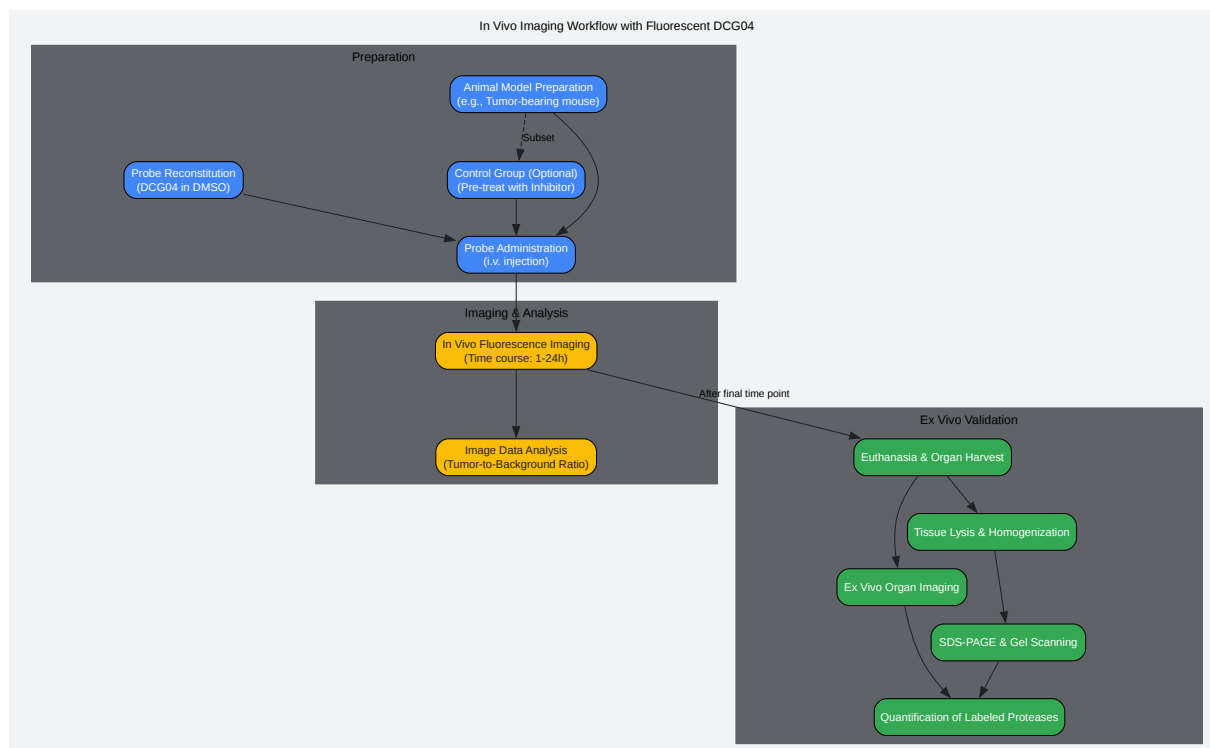 In Vivo Imaging Workflow with Fluorescent DCG04
Preparation
Animal Model Preparation
(e.g., Tumor-bearing mouse)
Subset
Probe Reconstitution
(DCG04 in DMSO)
Control Group (Optional)
(Pre-treat with Inhibitor)
Probe Administration
(i.v. injection)
Imaging & Analysis
In Vivo Fluorescence Imaging
(Time course: 1-24h)
After final time point
Image Data Analysis
(Tumor-to-Background Ratio)
Ex Vivo Validation
Euthanasia & Organ Harvest
Tissue Lysis & Homogenization
Ex Vivo Organ Imaging
SDS-PAGE & Gel Scanning
Quantification of Labeled Proteases